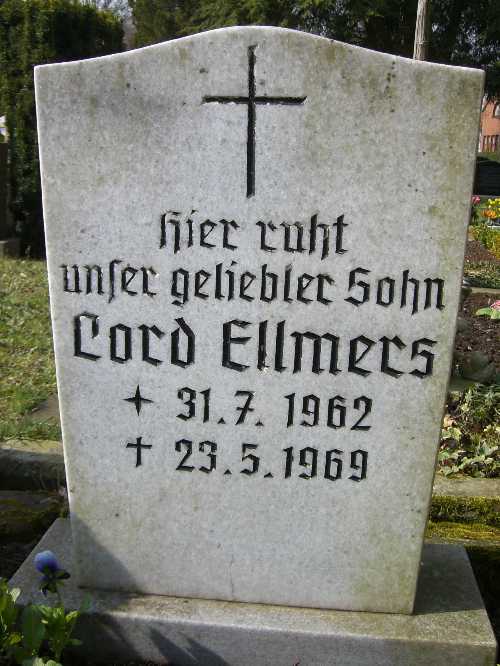 Hier ruht
unſer geliebter Sohn
Cord Ellmers
✦ 31. 7. 1962
† 23. 5. 1969